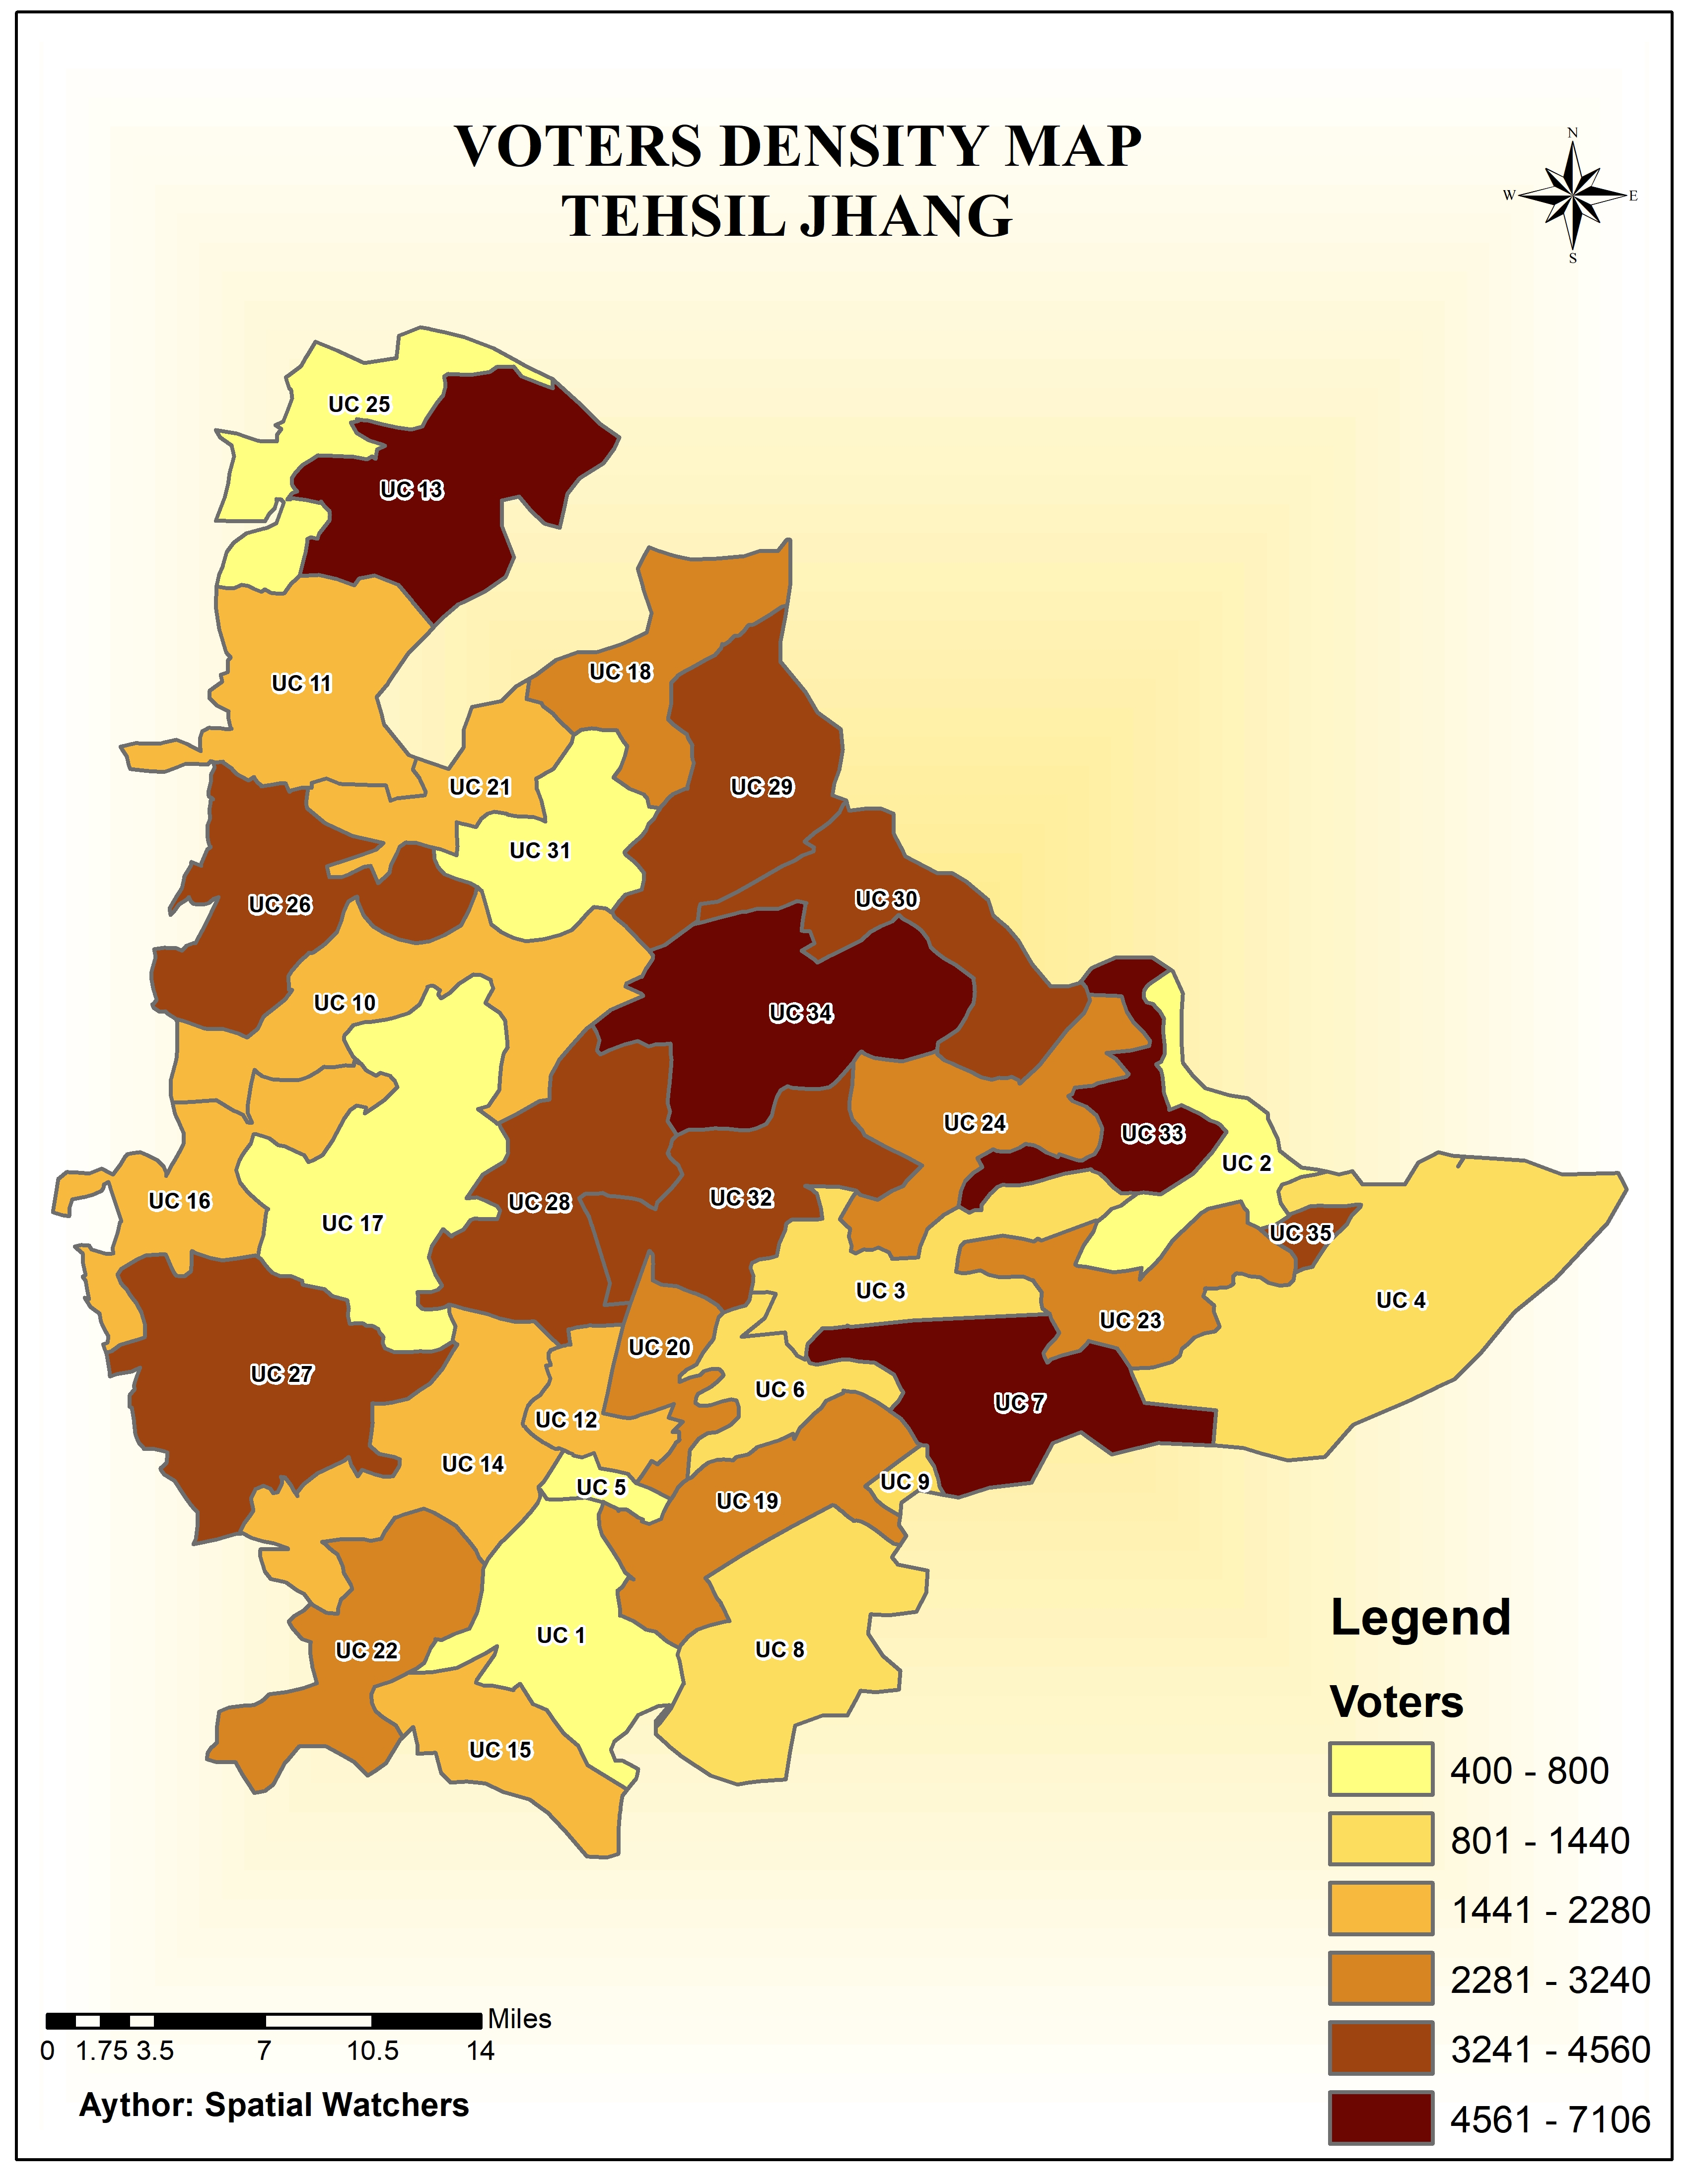 VOTERS DENSITY MAP
TEHSIL JHANG
N
W E
S
UC 25
UC 13
UC 18
UC 11
UC 21
UC 29
UC 31
UC 30
UC 26
UC 10
UC 34
UC 24
UC 33
UC 2
UC 16
UC 28
UC 32
UC 17
UC 35
UC 3
UC 4
UC 23
UC 20
UC 27
UC 6
UC 7
UC 12
UC 14
UC 9
UC 5
UC 19
UC 1
UC 8
UC 22
UC 15
Legend
Voters
400 - 800
801 - 1440
1441 - 2280
2281 - 3240
3241 - 4560
4561 - 7106
Miles
0 1.75 3.5 7 10.5 14
Aythor: Spatial Watchers